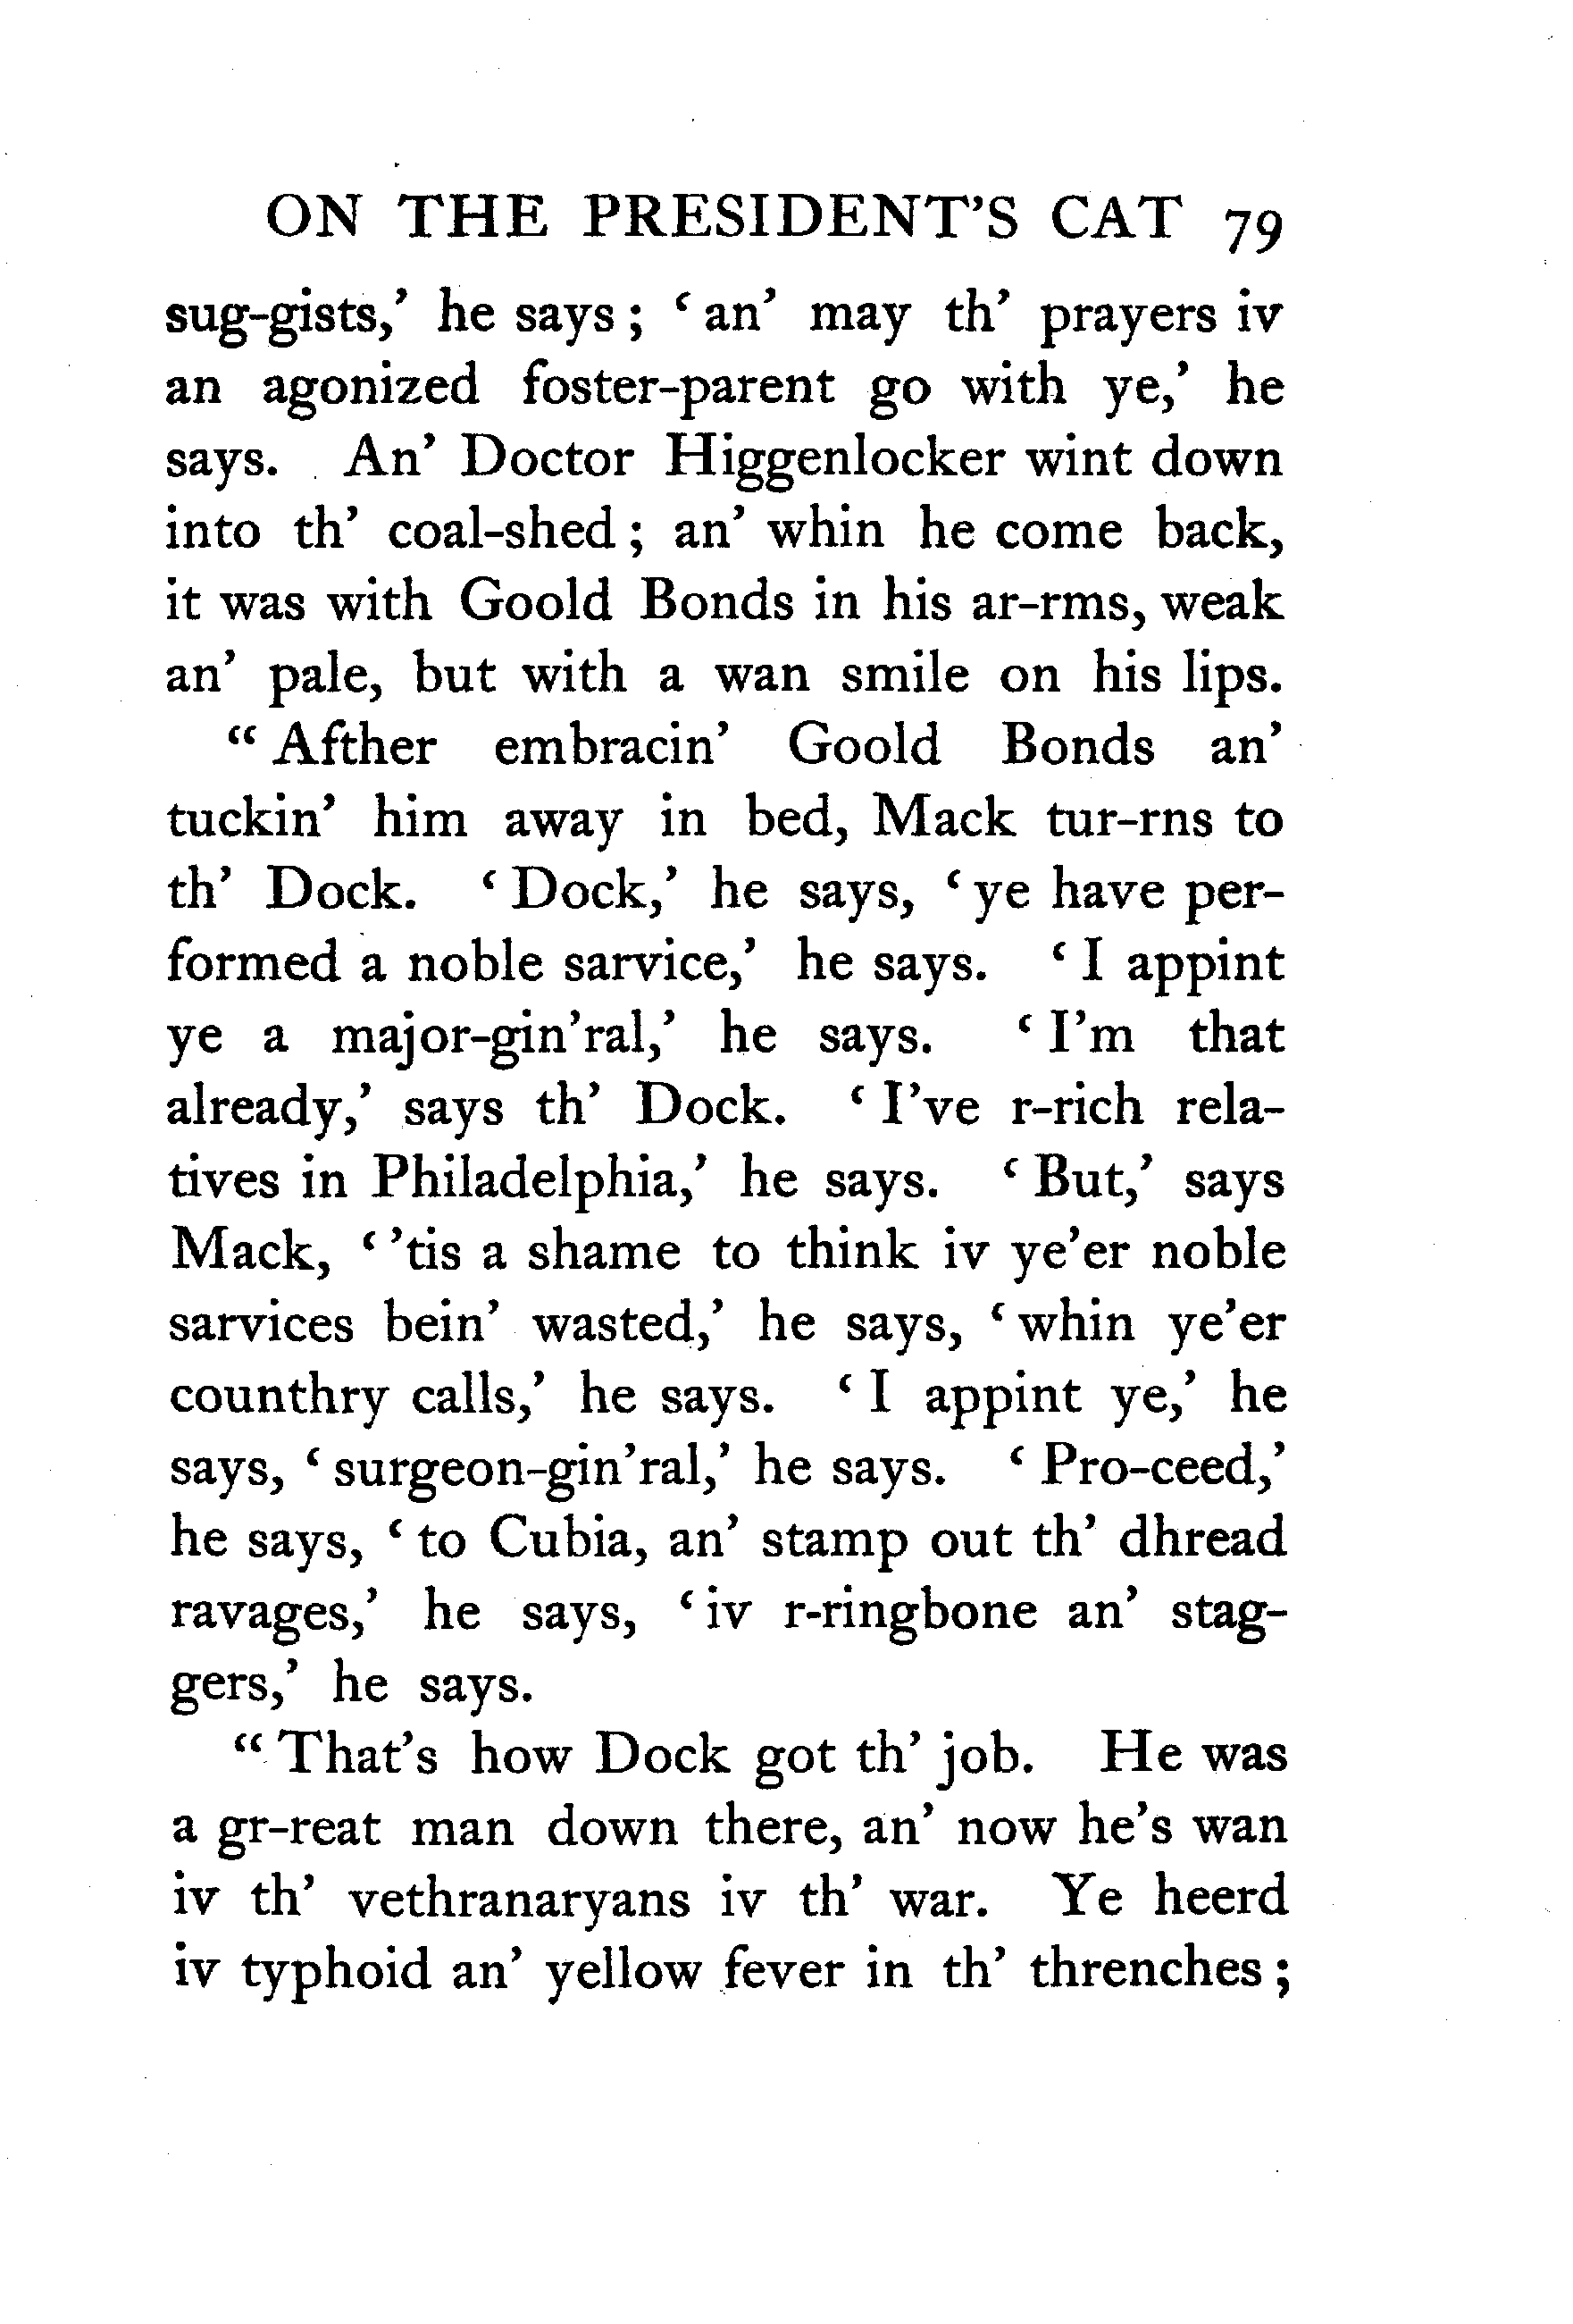 ON THE PRESIDENT'S CAT 79
sug-gists,' he says; 'an' may th' prayers iv
an agonized foster-parent go with ye,' he
says. An' Doctor Higgenlocker wint down
into th' coal-shed; an' whin he come back,
it was with Goold Bonds in his ar-rms, weak
an' pale, but with a wan smile on his lips.
"Afther embracin' Goold Bonds an'
tuckin' him away in bed, Mack tur-rns to
th' Dock. 'Dock,' he says, 'ye have per-
formed a noble sarvice,' he says. 'I appint
ye a major-gin'ral,' he says. 'I'm that
already,' says th' Dock. 'I've r-rich rela-
tives in Philadelphia,' he says. 'But,' says
Mack, ''tis a shame to think iv ye'er noble
sarvices bein' wasted,' he says, 'whin ye'er
counthry calls,' he says. 'I appint ye,' he
says, 'surgeon-gin'ral,' he says. 'Pro-ceed,'
he says, 'to Cubia, an' stamp out th' dhread
ravages,' he says, 'iv r-ringbone an' stag-
gers,' he says.
"That's how Dock got th' job. He was
a gr-reat man down there, an' now he's wan
iv th' vethranaryans iv th' war. Ye heerd
iv typhoid an' yellow fever in th' threnches;